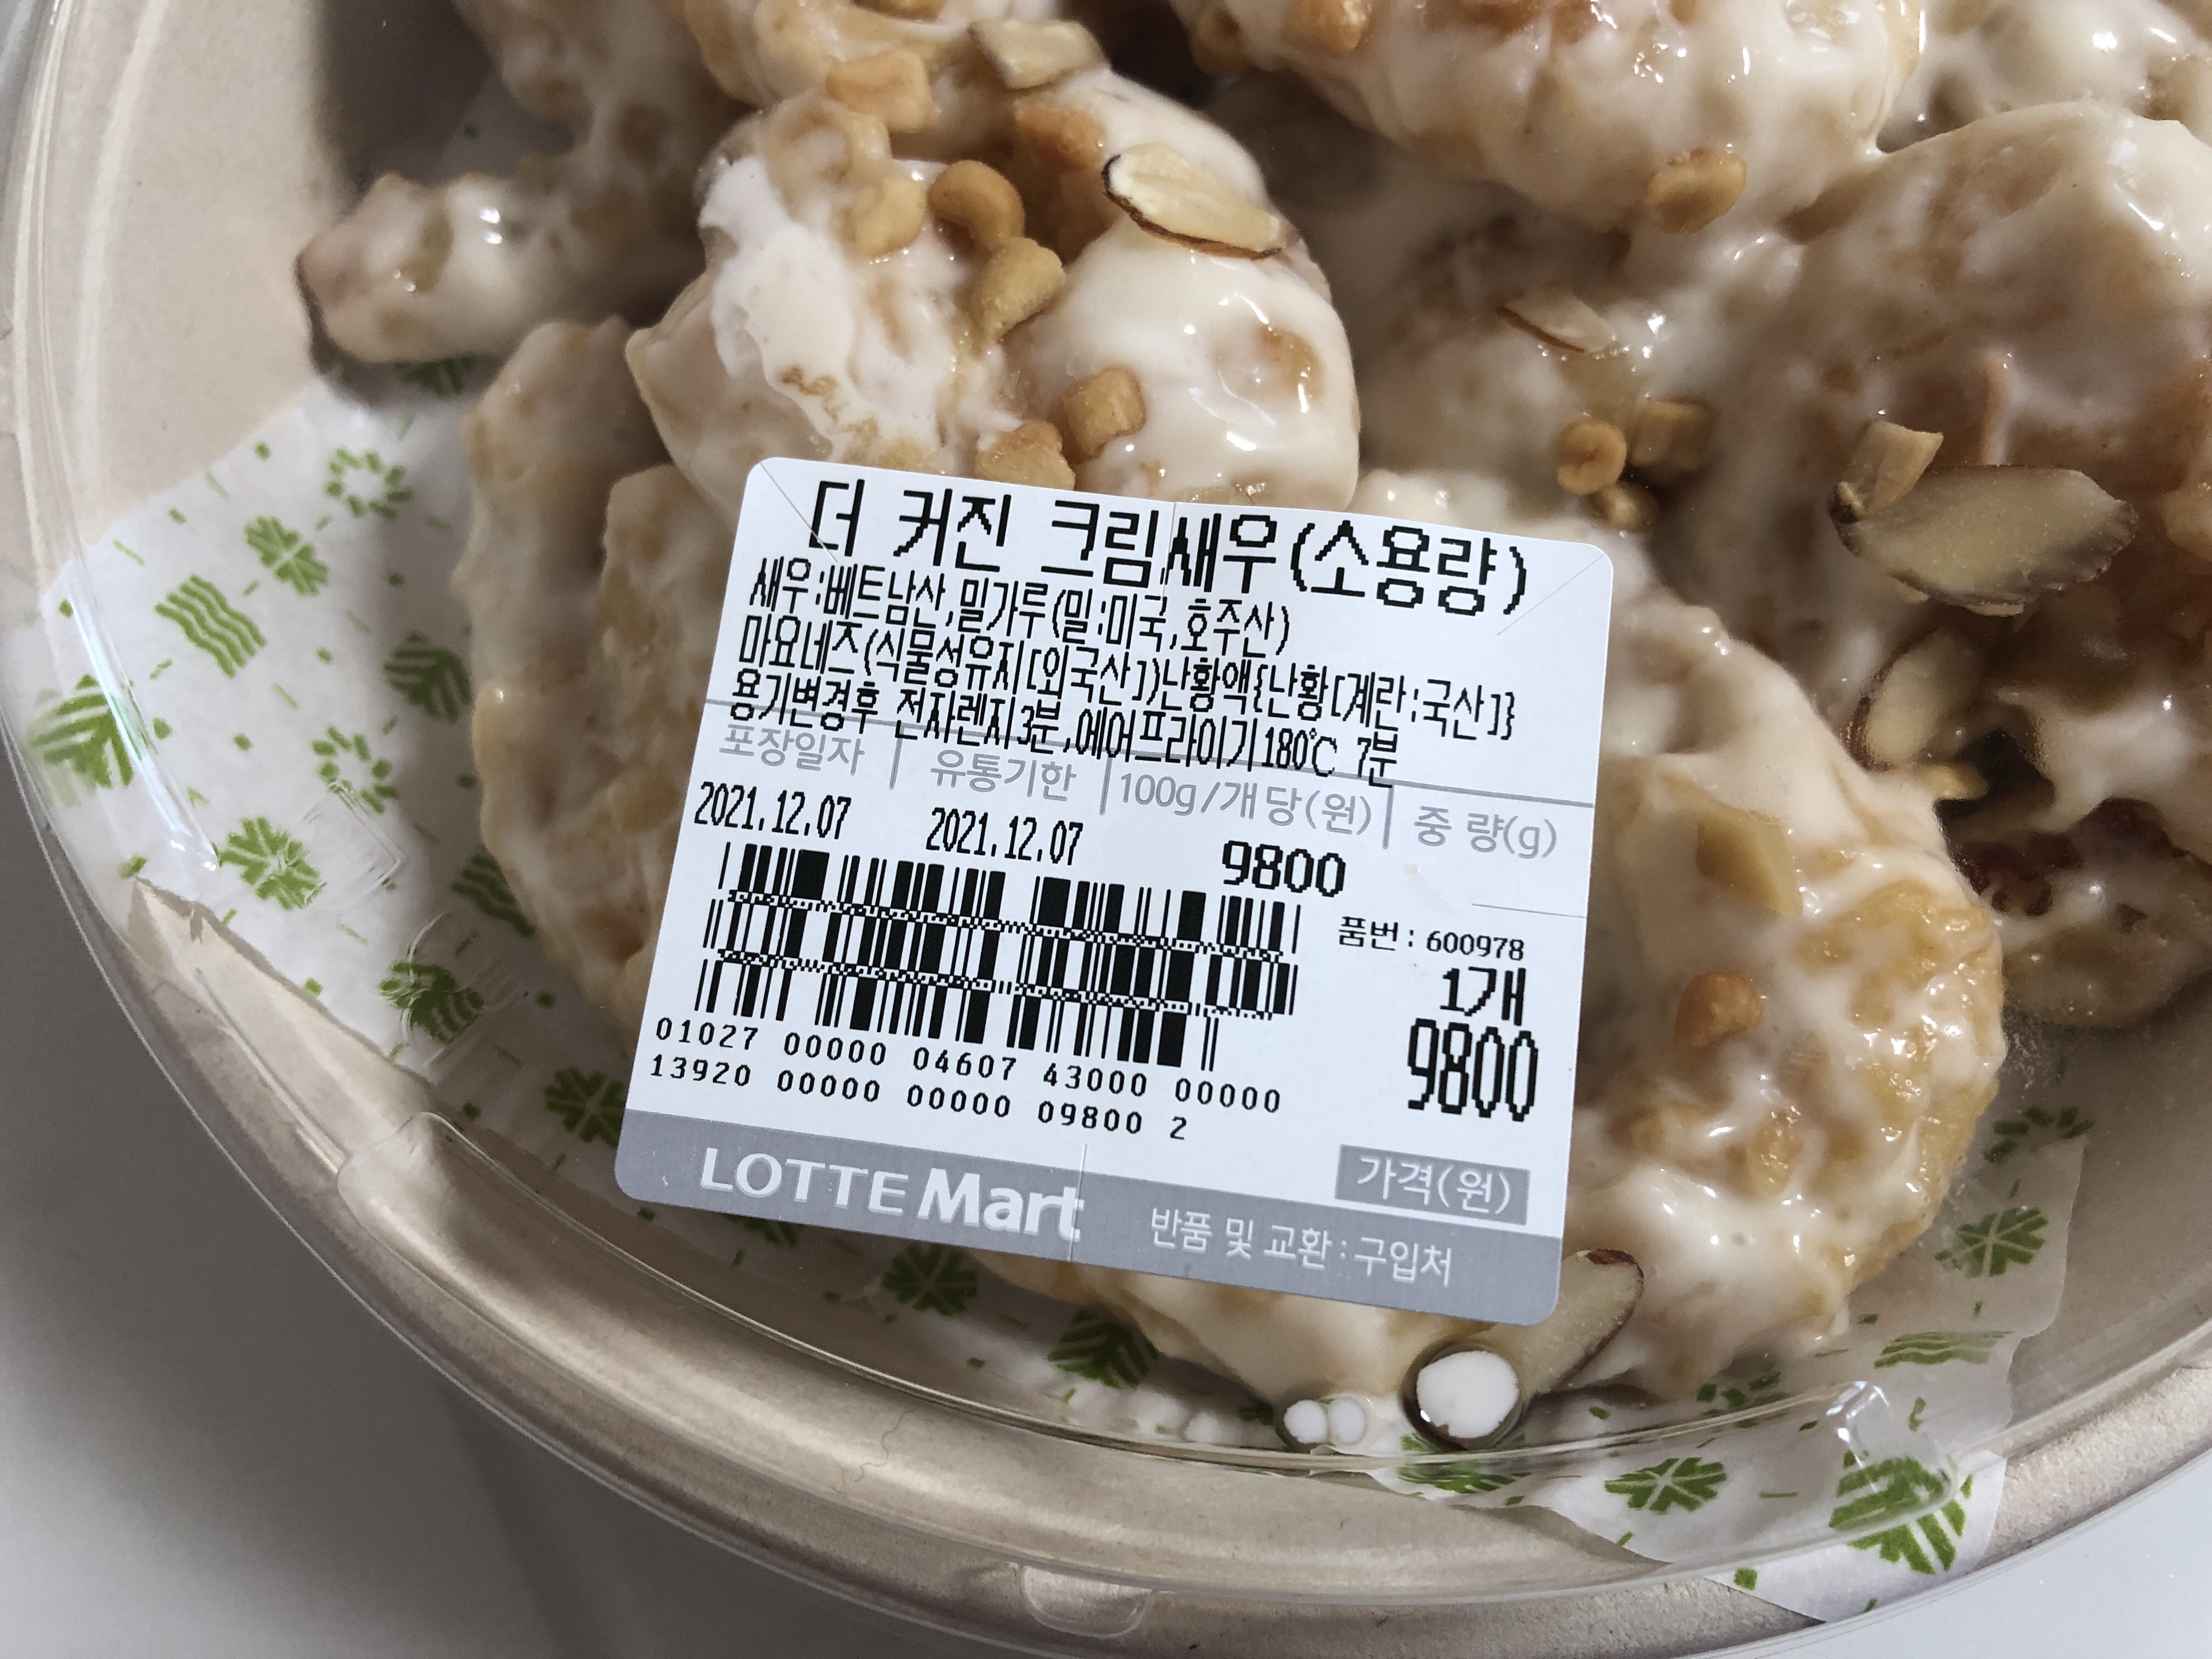 더 커진 크림새우(소용량)
새우:베트남산,밀가루(밀:미국,호주산)
마요네즈(식물성유지[외국산])난황액{난황[계란:국산]}
용기변경후 전자렌지3분,에어프라이기180℃ 7분
포장일자 유통기한 100g/개당(원) 중 량(g)
2021.12.07 2021.12.07 9800
품번: 600978
1개
9800
01027 00000 04607 43000 00000
13920 00000 00000 09800 2
가격(원)
LOTTE Mart 반품 및 교환:구입처